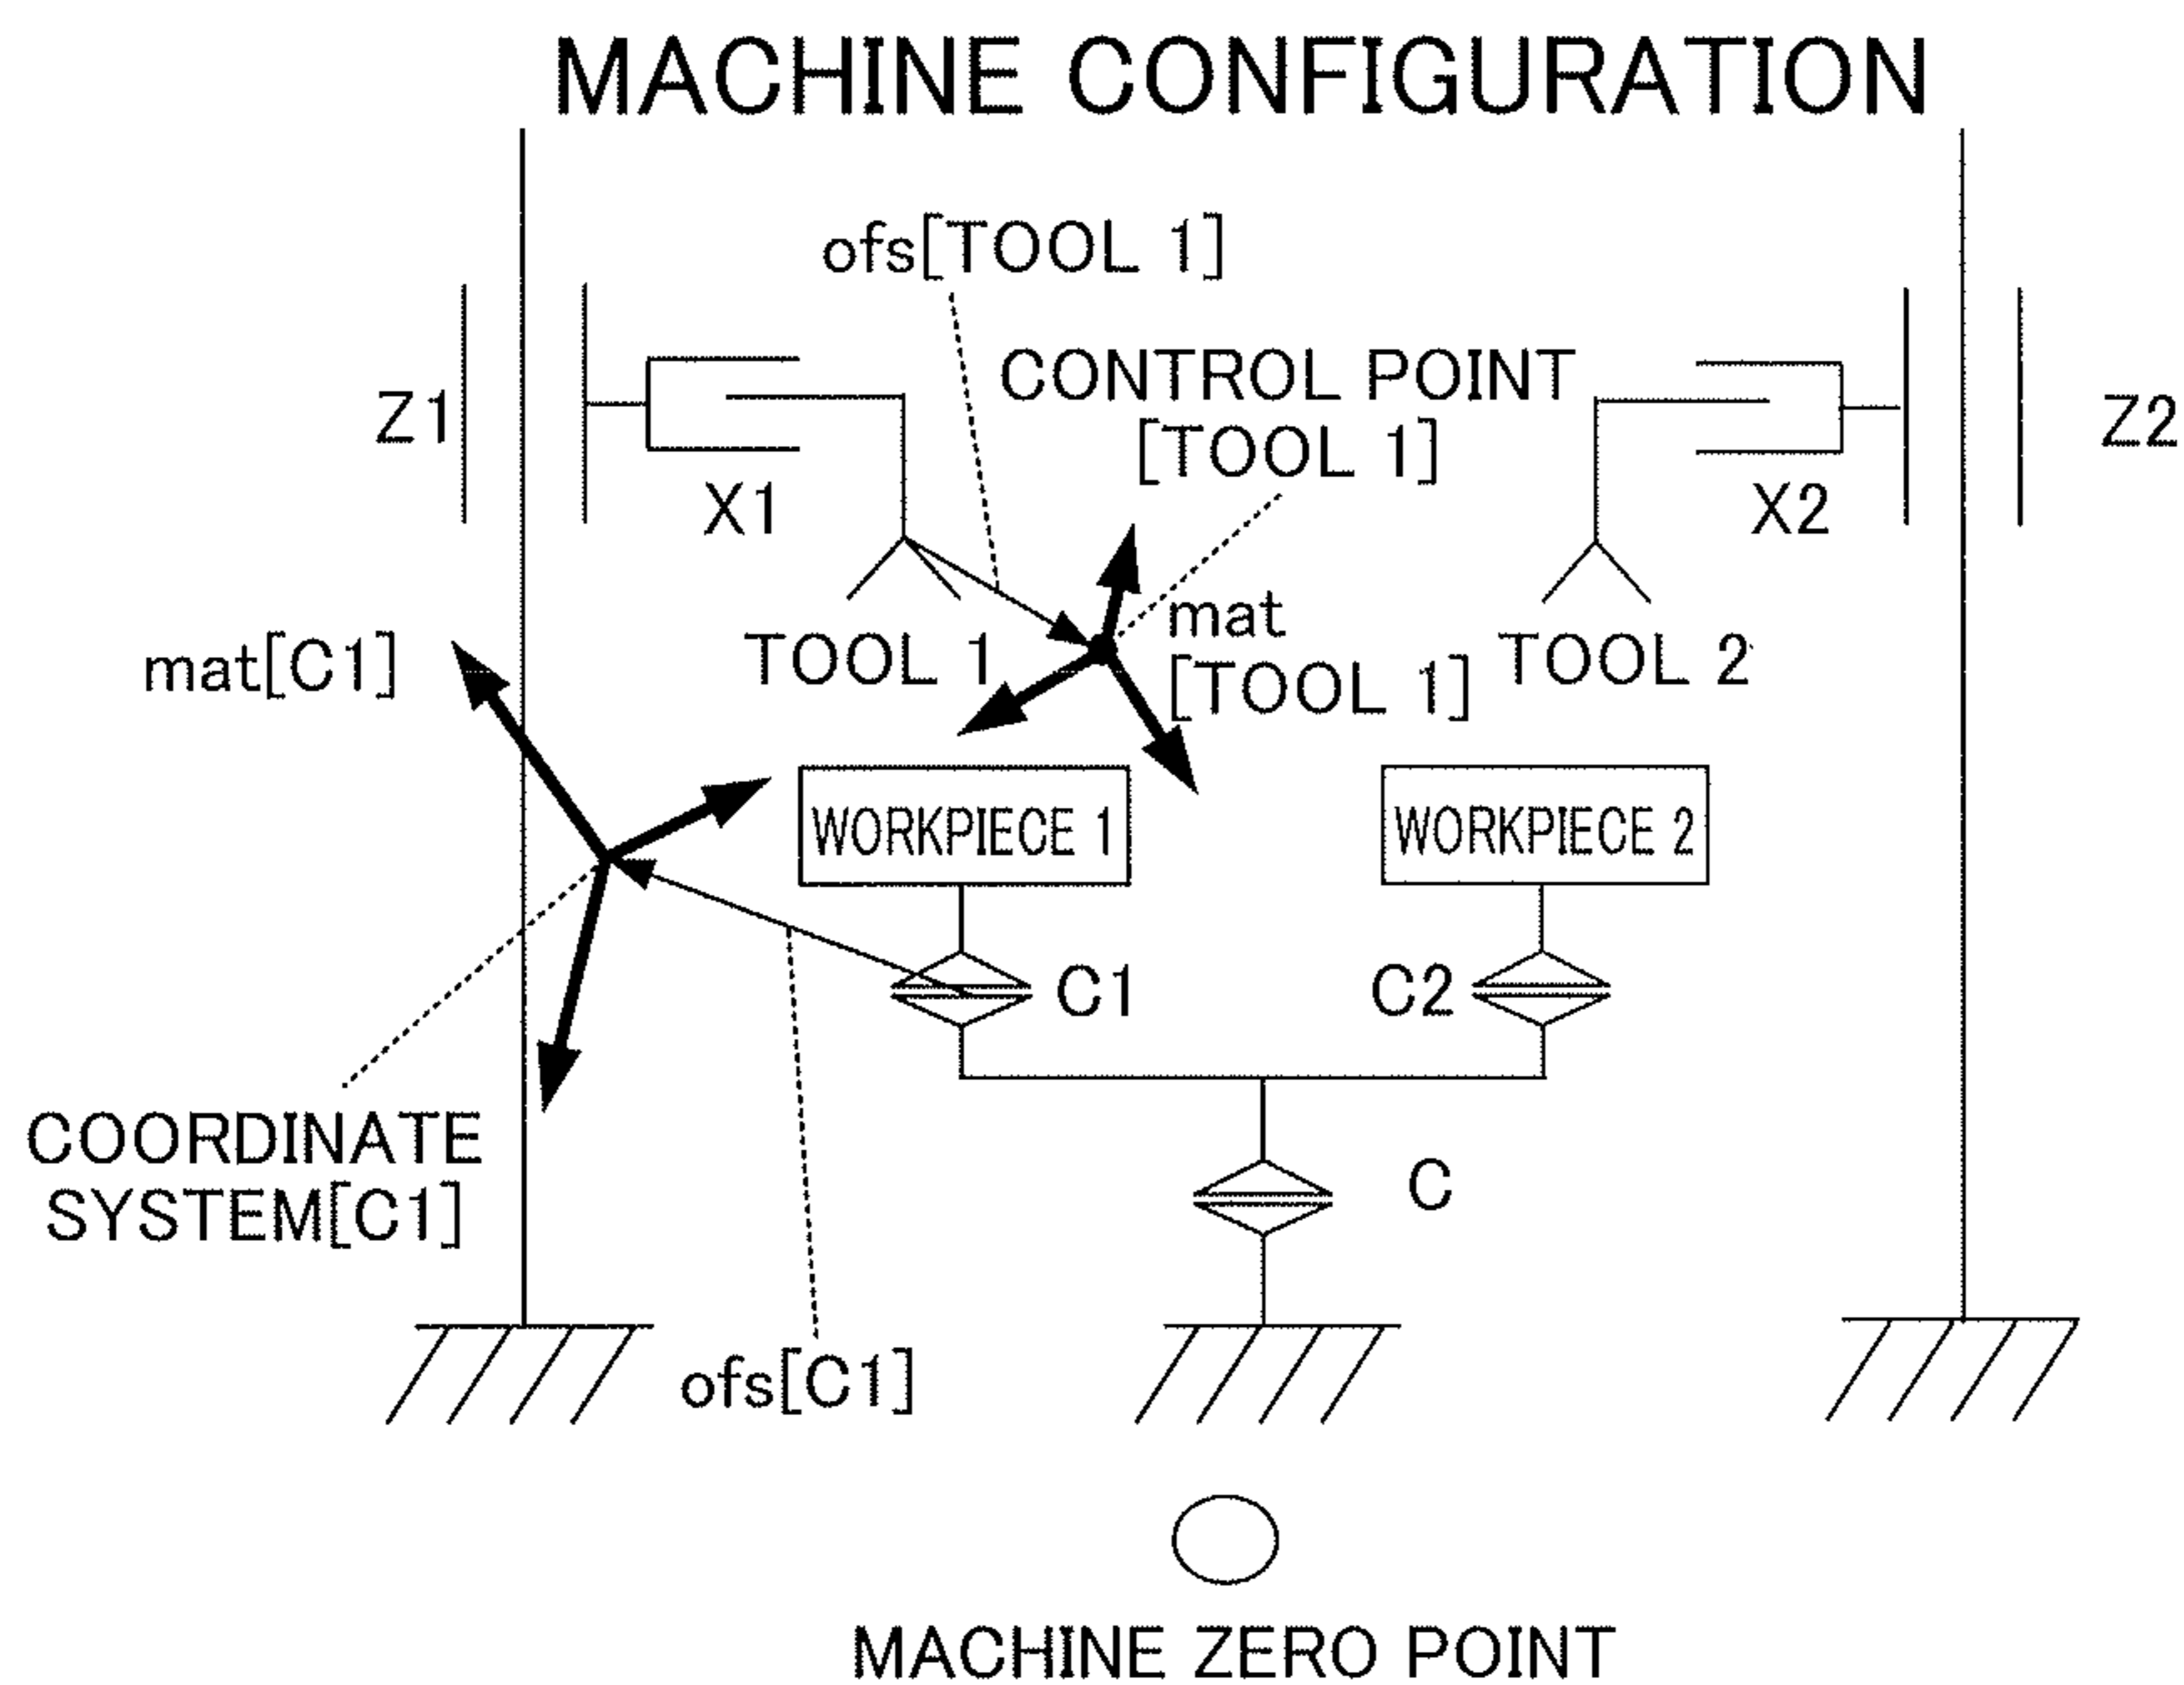 MACHINE CONFIGURATION
ofs[TOOL 1]
CONTROL POINT
[TOOL 1]
Z1
Z2
X1
X2
mat
[TOOL 1]
mat[C1]
TOOL 1
TOOL 2
WORKPIECE 1
WORKPIECE 2
C1
C2
COORDINATE
SYSTEM[C1]
C
ofs[C1]
MACHINE ZERO POINT